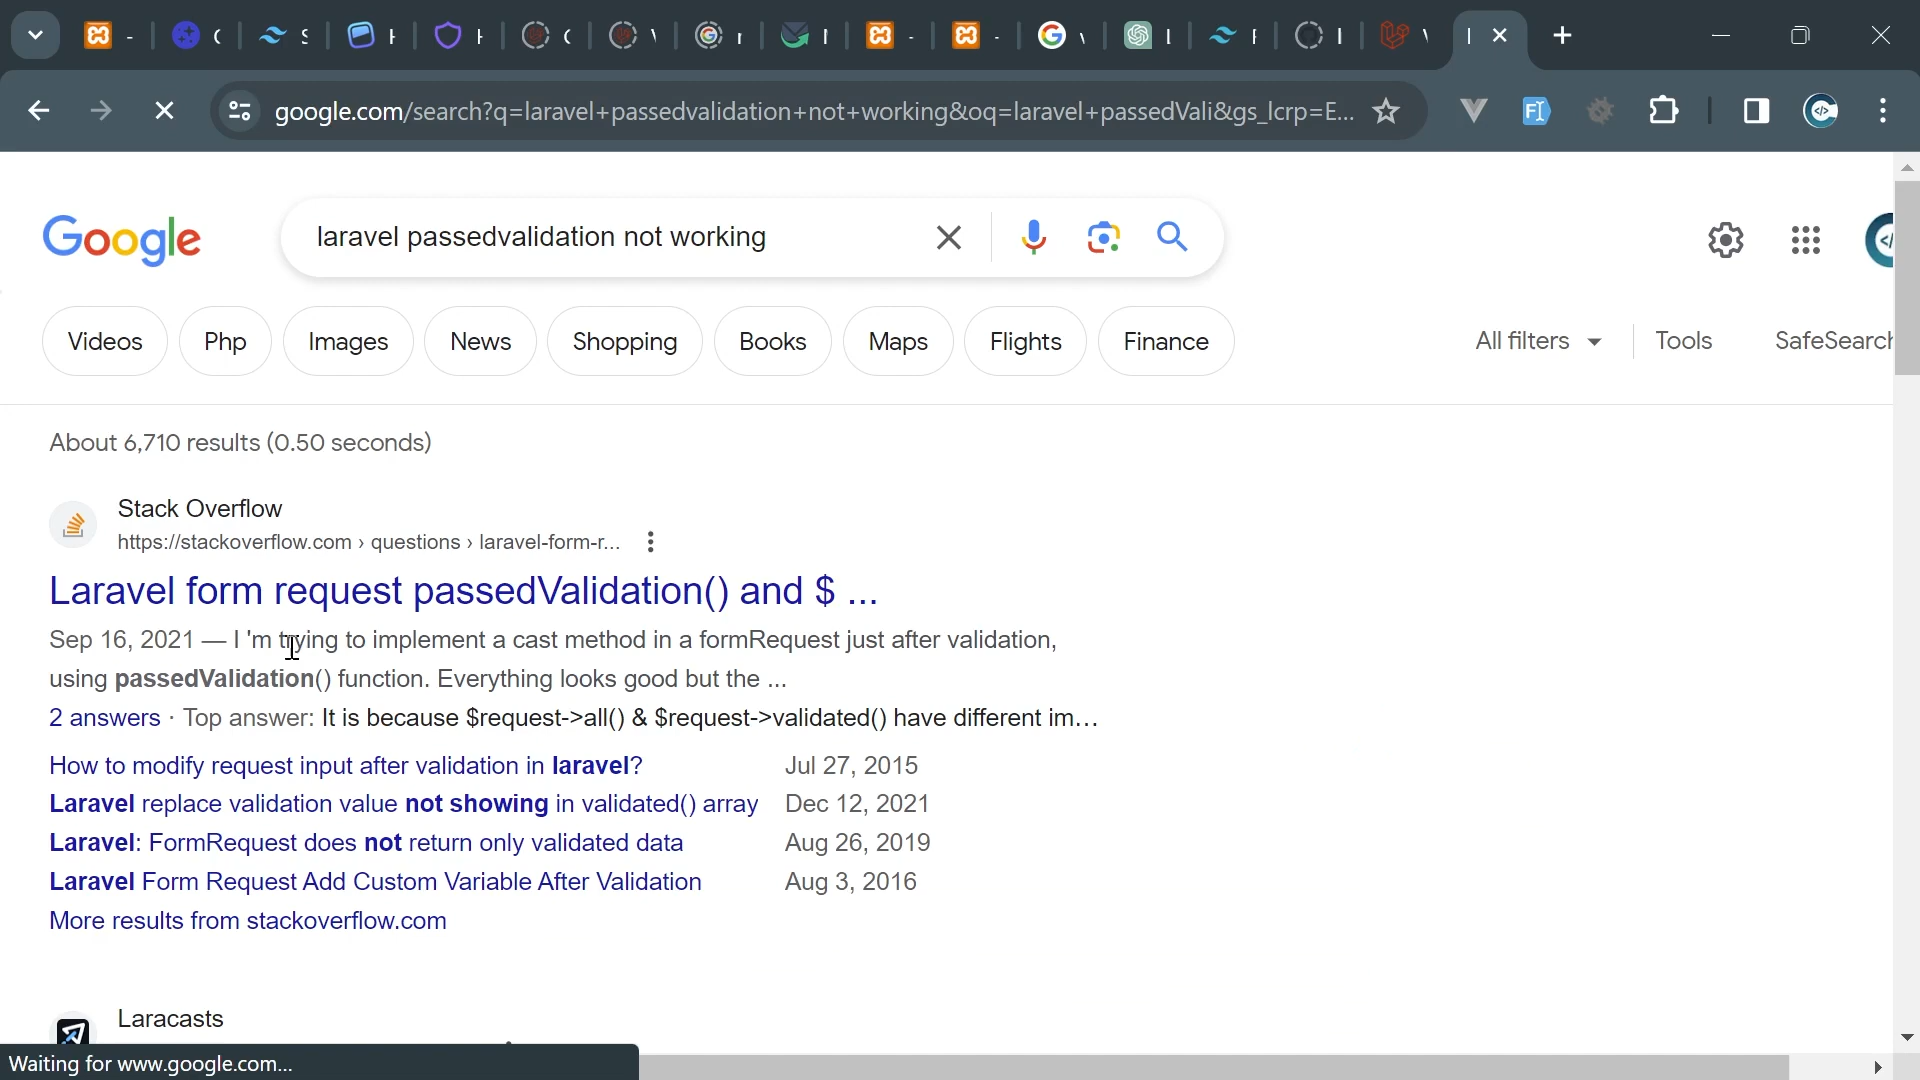 google.com/search?q=laravel+passedvalidation+not+working&oq=laravel+passedVali&gs_lcrp=E...
Google
laravel passedvalidation not working
Videos
Php
Images
News
Shopping
Books
Maps
Flights
Finance
All filters
Tools
SafeSearch
About 6,710 results (0.50 seconds)
Stack Overflow
https://stackoverflow.com › questions › laravel-form-r...
Laravel form request passedValidation() and $ ...
Sep 16, 2021 — I 'm trying to implement a cast method in a formRequest just after validation,
using passedValidation() function. Everything looks good but the ...
2 answers · Top answer: It is because $request->all() & $request->validated() have different im...
How to modify request input after validation in laravel? Jul 27, 2015
Laravel replace validation value not showing in validated() array Dec 12, 2021
Laravel: FormRequest does not return only validated data Aug 26, 2019
Laravel Form Request Add Custom Variable After Validation Aug 3, 2016
More results from stackoverflow.com
Laracasts
Waiting for www.google.com...